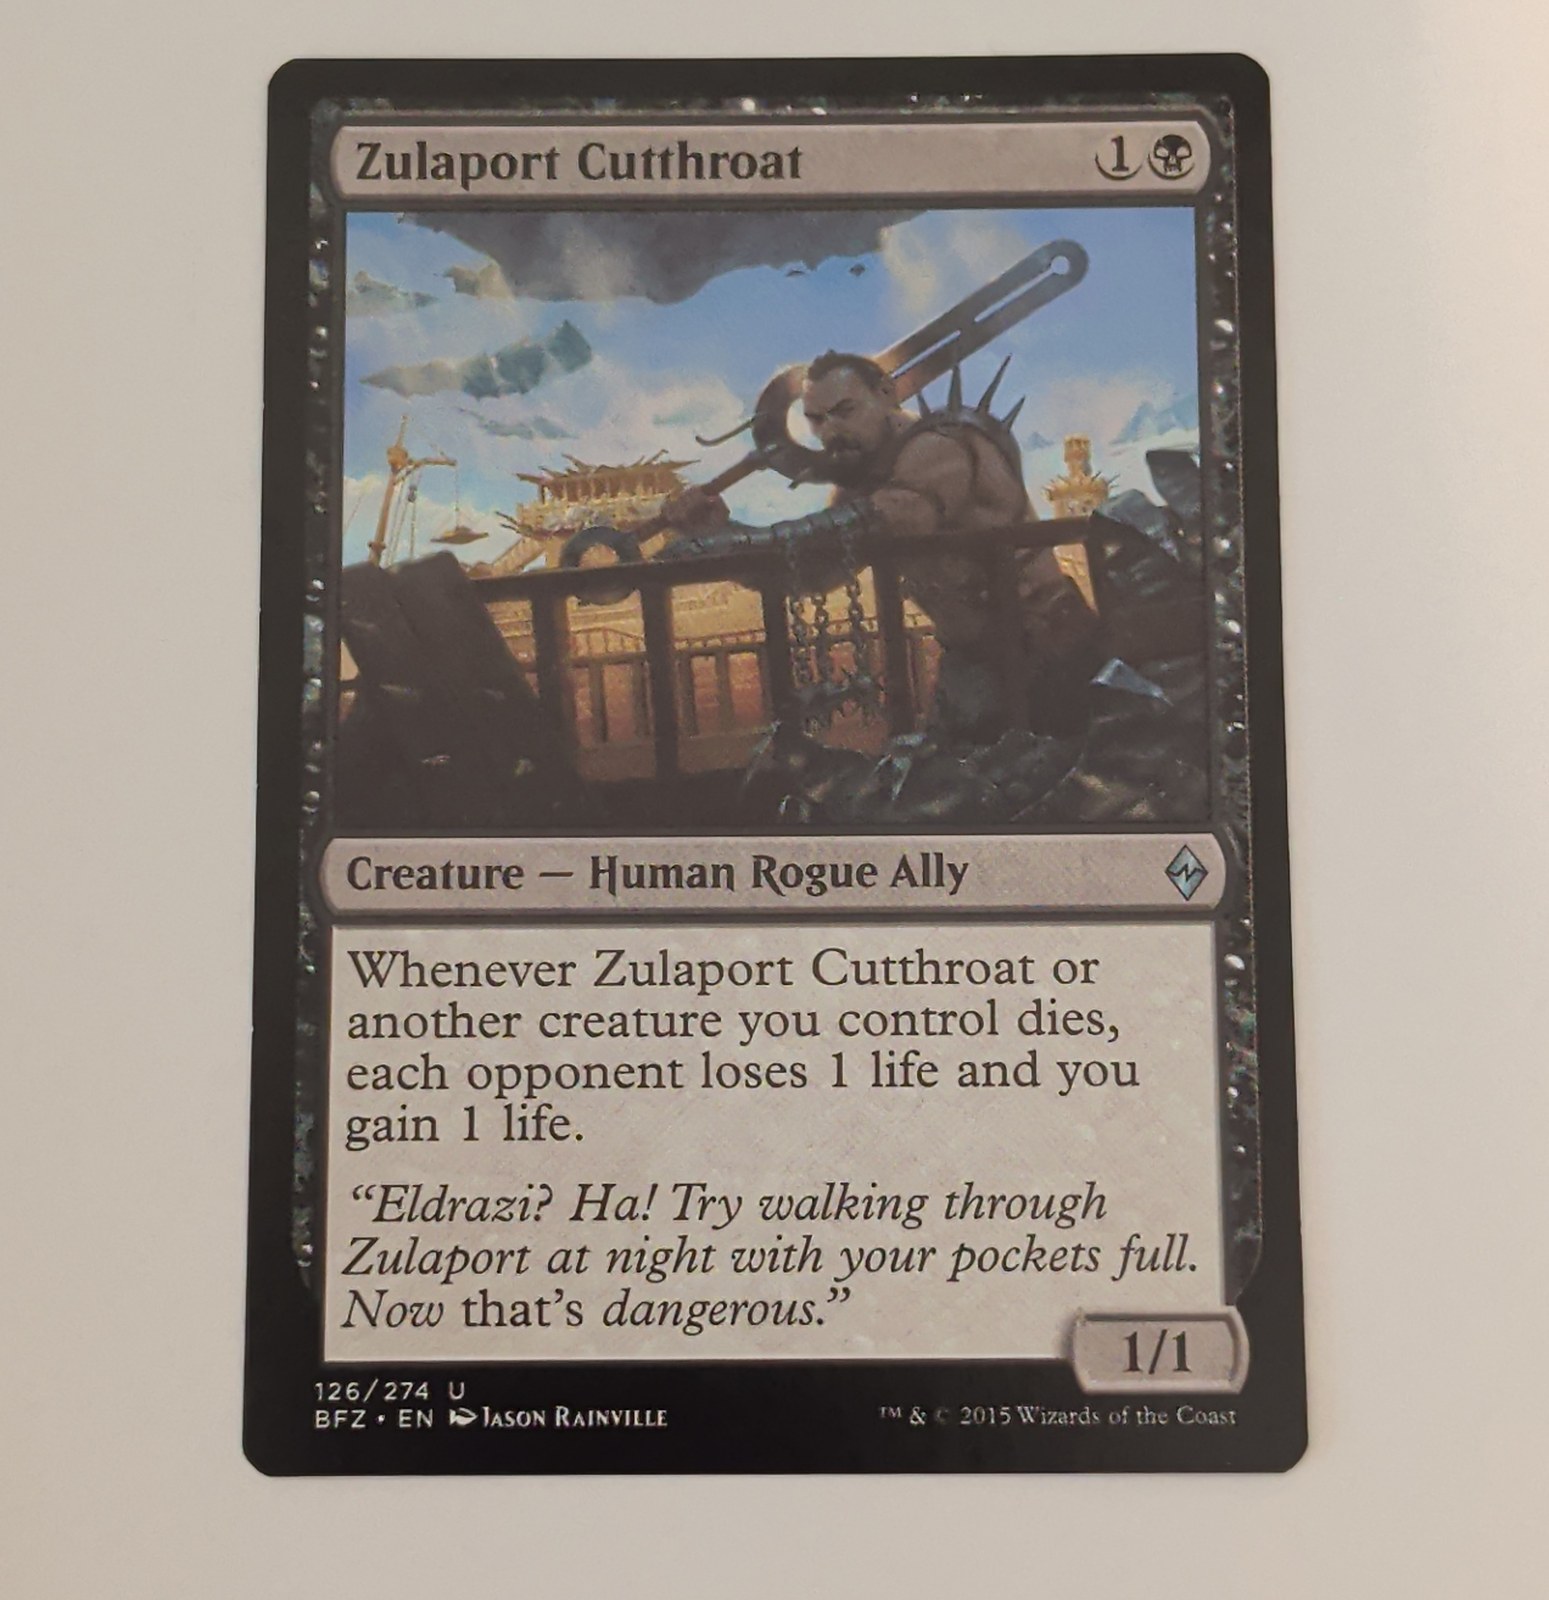 Zulaport Cutthroat 1
Creature — Human Rogue Ally
Whenever Zulaport Cutthroat or
another creature you control dies,
each opponent loses 1 life and you
gain 1 life.
“Eldrazi? Ha! Try walking through
Zulaport at night with your pockets full.
Now that’s dangerous.”
1/1
126/274 U
BFZ • EN Jason Rainville
™ & © 2015 Wizards of the Coast